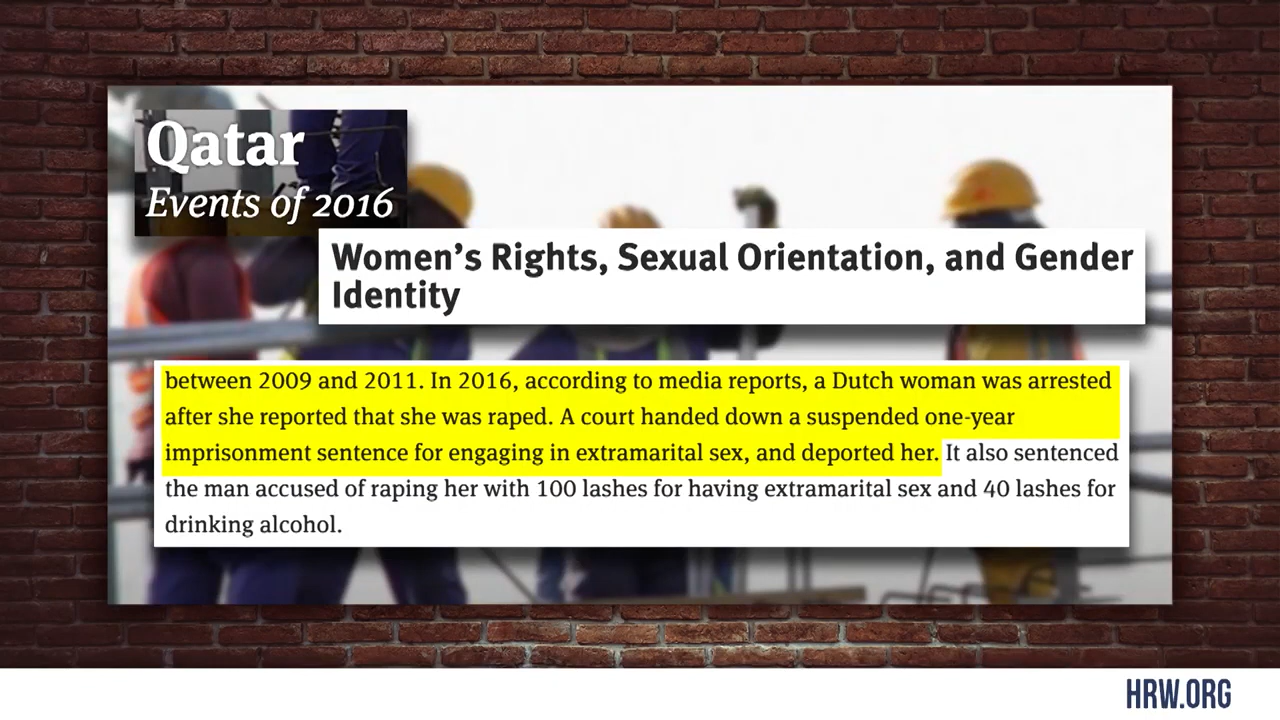 Qatar
Events of 2016
Women's Rights, Sexual Orientation, and Gender
Identity
between 2009 and 2011. In 2016, according to media reports, a Dutch woman was arrested
after she reported that she was raped. A court handed down a suspended one-year
imprisonment sentence for engaging in extramarital sex, and deported her. It also sentenced
the man accused of raping her with 100 lashes for having extramarital sex and 40 lashes for
drinking alcohol.
HRW.ORG